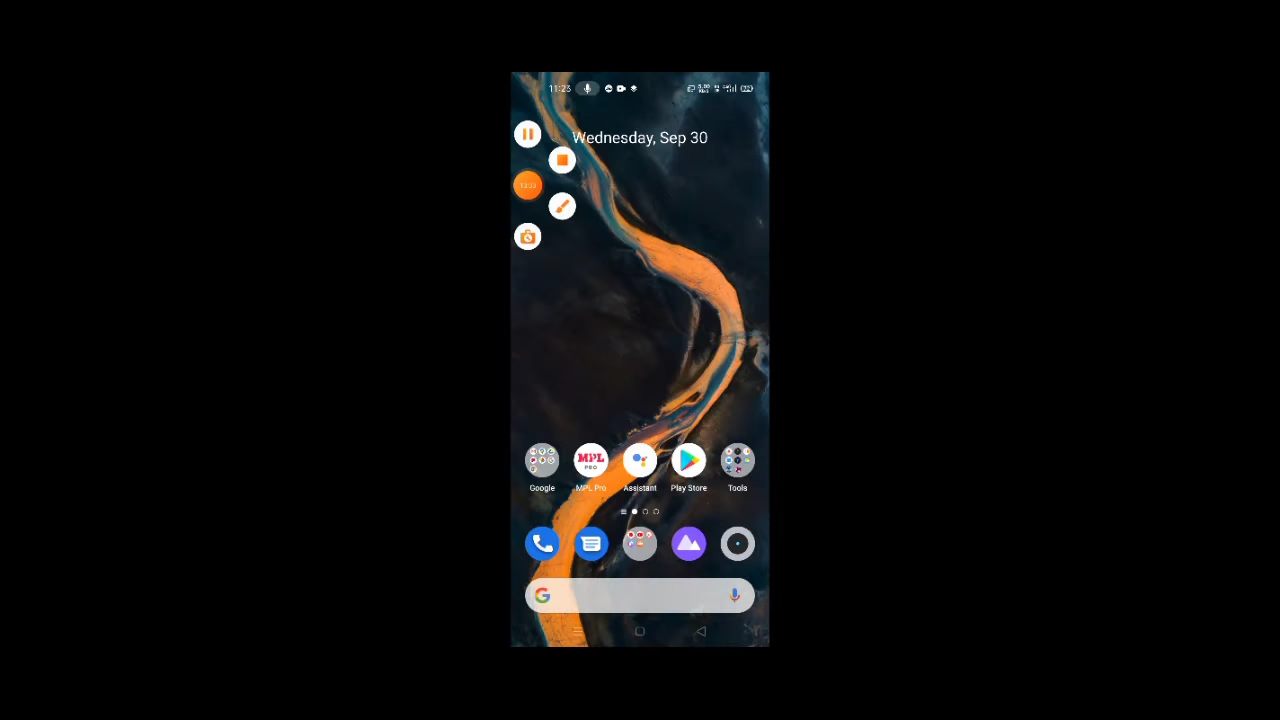 11:23
Wednesday, Sep 30
MPL
PRO
Google
MPL Pro
Assistant
Play Store
Tools
G